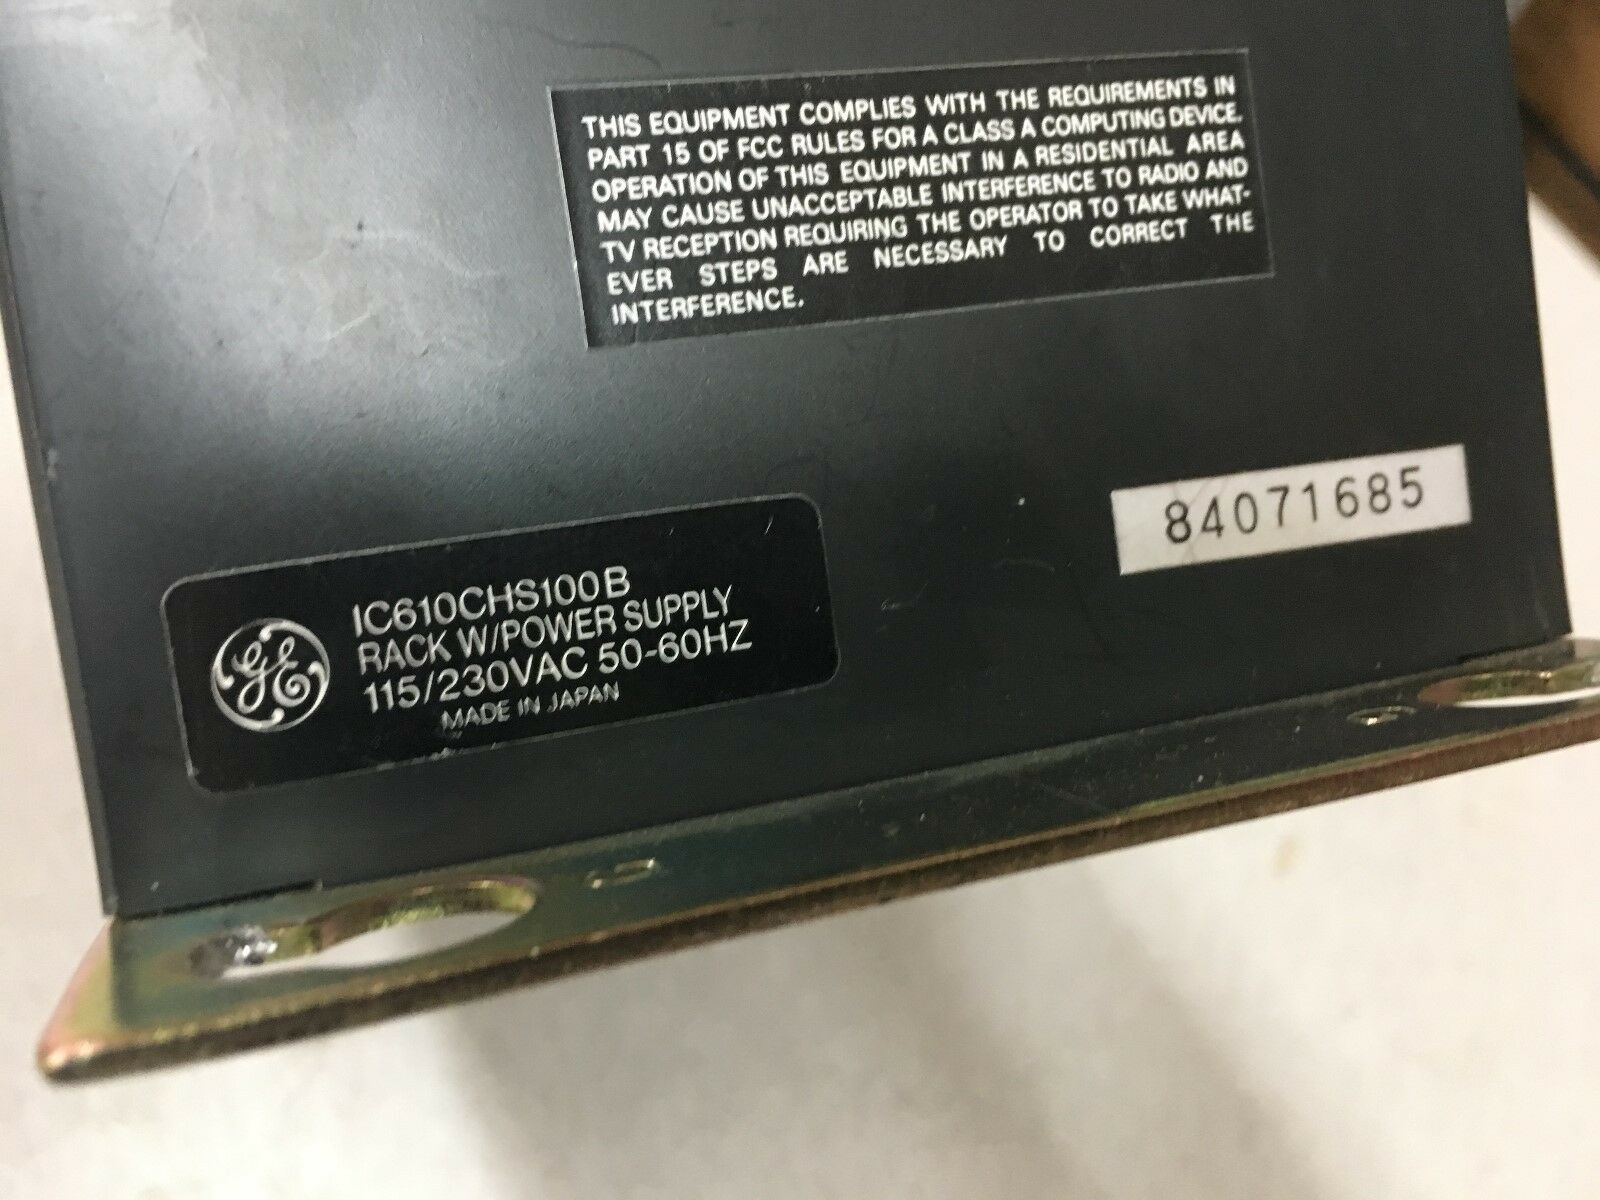 THIS EQUIPMENT COMPLIES WITH THE REQUIREMENTS IN
PART 15 OF FCC RULES FOR A CLASS A COMPUTING DEVICE.
OPERATION OF THIS EQUIPMENT IN A RESIDENTIAL AREA
MAY CAUSE UNACCEPTABLE INTERFERENCE TO RADIO AND
TV RECEPTION REQUIRING THE OPERATOR TO TAKE WHAT-
EVER STEPS ARE NECESSARY TO CORRECT THE
INTERFERENCE.
84071685
GE
IC610CHS100B
RACK W/POWER SUPPLY
115/230VAC 50-60HZ
MADE IN JAPAN